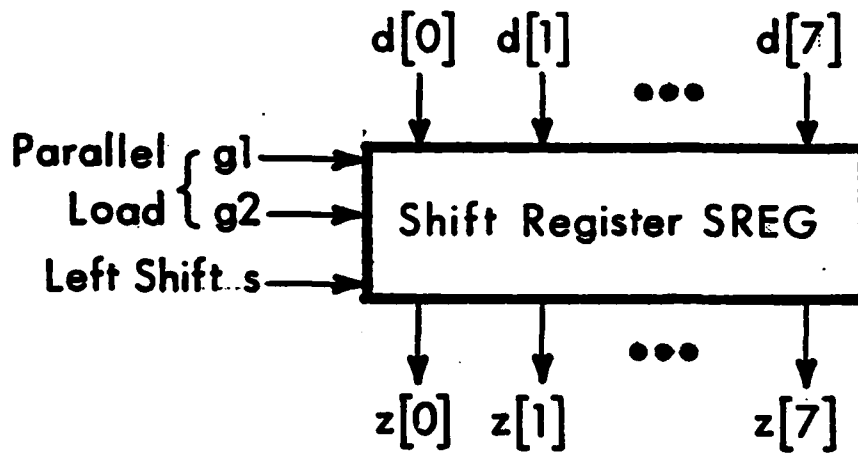 d[0] d[1] d[7]
Parallel g1
Load g2
Shift Register SREG
Left Shift s
z[0] z[1] z[7]